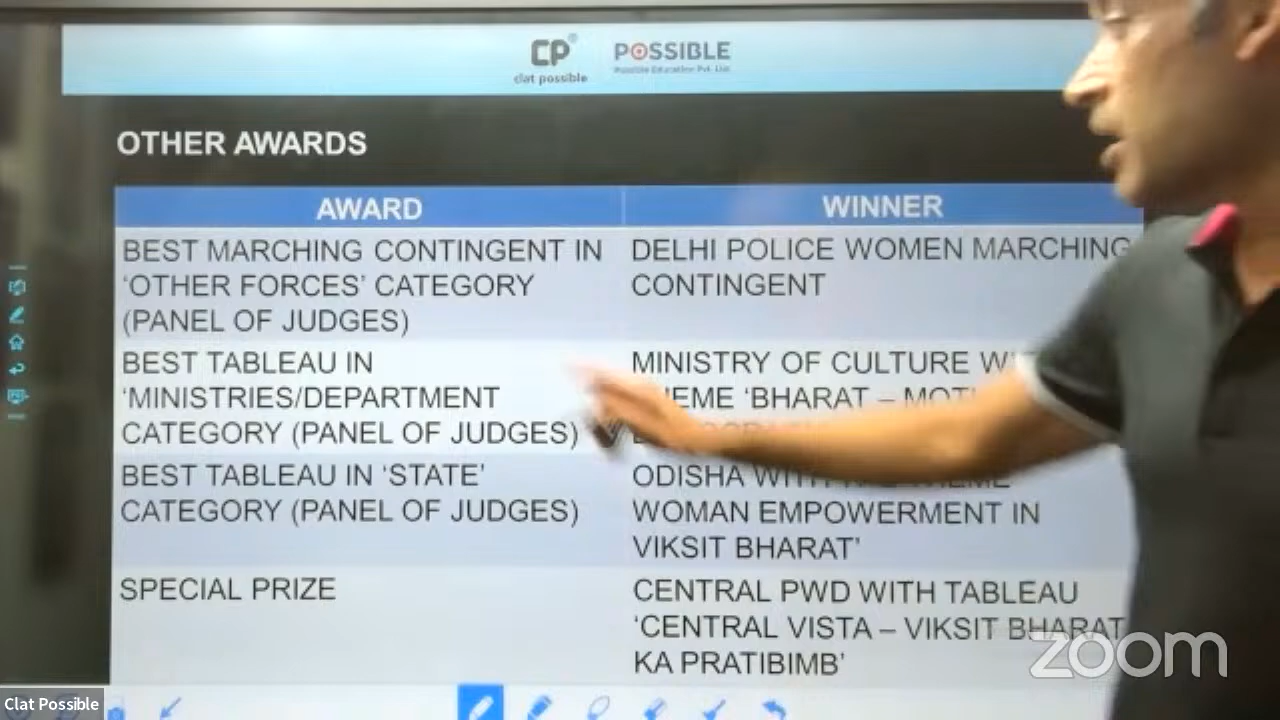 CP®
clat possible
POSSIBLE
Possible Education Pvt. Ltd.
OTHER AWARDS
AWARD
WINNER
BEST MARCHING CONTINGENT IN
‘OTHER FORCES’ CATEGORY
(PANEL OF JUDGES)
DELHI POLICE WOMEN MARCHING
CONTINGENT
BEST TABLEAU IN
‘MINISTRIES/DEPARTMENT
CATEGORY (PANEL OF JUDGES)
MINISTRY OF CULTURE
‘BHARAT –
BEST TABLEAU IN ‘STATE’
CATEGORY (PANEL OF JUDGES)
ODISHA WITH THEME
WOMAN EMPOWERMENT IN
VIKSIT BHARAT’
SPECIAL PRIZE
CENTRAL PWD WITH TABLEAU
‘CENTRAL VISTA – VIKSIT BHARAT
KA PRATIBIMB’
zoom
Clat Possible